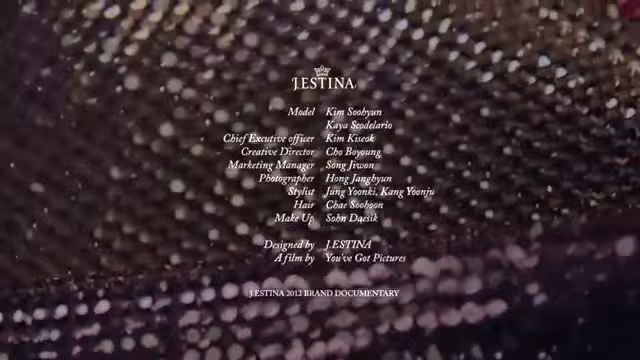 J.ESTINA
Model Kim Soohyun
Kaya Scodelario
Chief Excutive officer Kim Kiseok
Creative Director Cho Boyoung
Marketing Manager Song Jiwon
Photographer Hong Janghyun
Stylist Jung Yoonki, Kang Yoonju
Hair Chae Soohoon
Make Up Sohn Daesik
Designed by J.ESTINA
A film by You've Got Pictures
J.ESTINA 2012 BRAND DOCUMENTARY